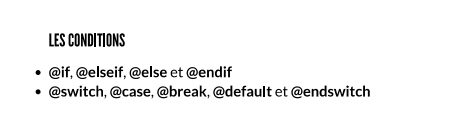 LES CONDITIONS
• @if, @elseif, @else et @endif
• @switch, @case, @break, @default et @endswitch